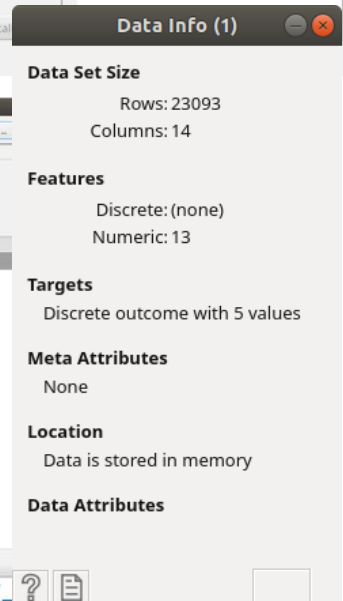 Data Info (1)
Data Set Size
Rows: 23093
Columns: 14
Features
Discrete: (none)
Numeric: 13
Targets
Discrete outcome with 5 values
Meta Attributes
None
Location
Data is stored in memory
Data Attributes
?